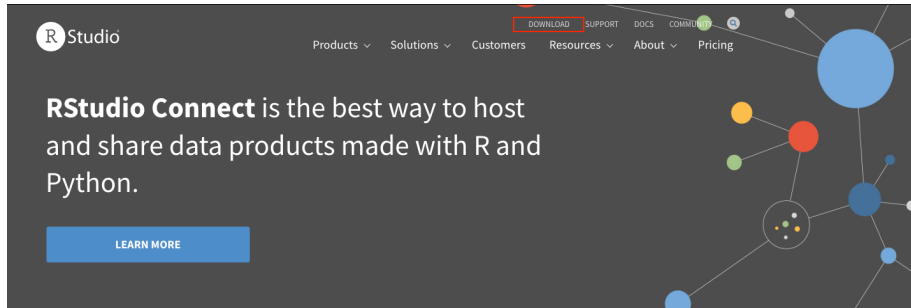 DOWNLOAD SUPPORT DOCS COMMUNITY
R Studio
Products Solutions Customers Resources About Pricing
RStudio Connect is the best way to host
and share data products made with R and
Python.
LEARN MORE